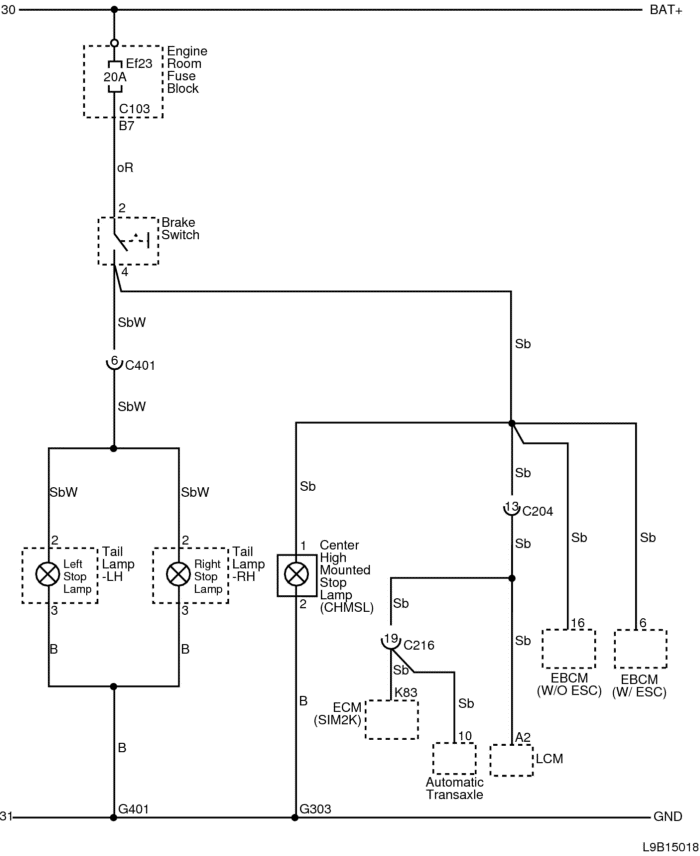 30
BAT+
Engine
Room
Fuse
Block
Ef23
20A
C103
B7
oR
2
Brake
Switch
4
SbW
Sb
6
C401
SbW
SbW
SbW
Sb
Sb
13
C204
Sb
Sb
Sb
2
Tail
Lamp
-LH
Left
Stop
Lamp
3
2
Tail
Lamp
-RH
Right
Stop
Lamp
3
1
Center
High
Mounted
Stop
Lamp
(CHMSL)
2
Sb
19
C216
Sb
Sb
16
EBCM
(W/O ESC)
6
EBCM
(W/ ESC)
B
B
B
K83
ECM
(SIM2K)
Sb
10
Automatic
Transaxle
A2
LCM
B
31
G401
G303
GND
L9B15018